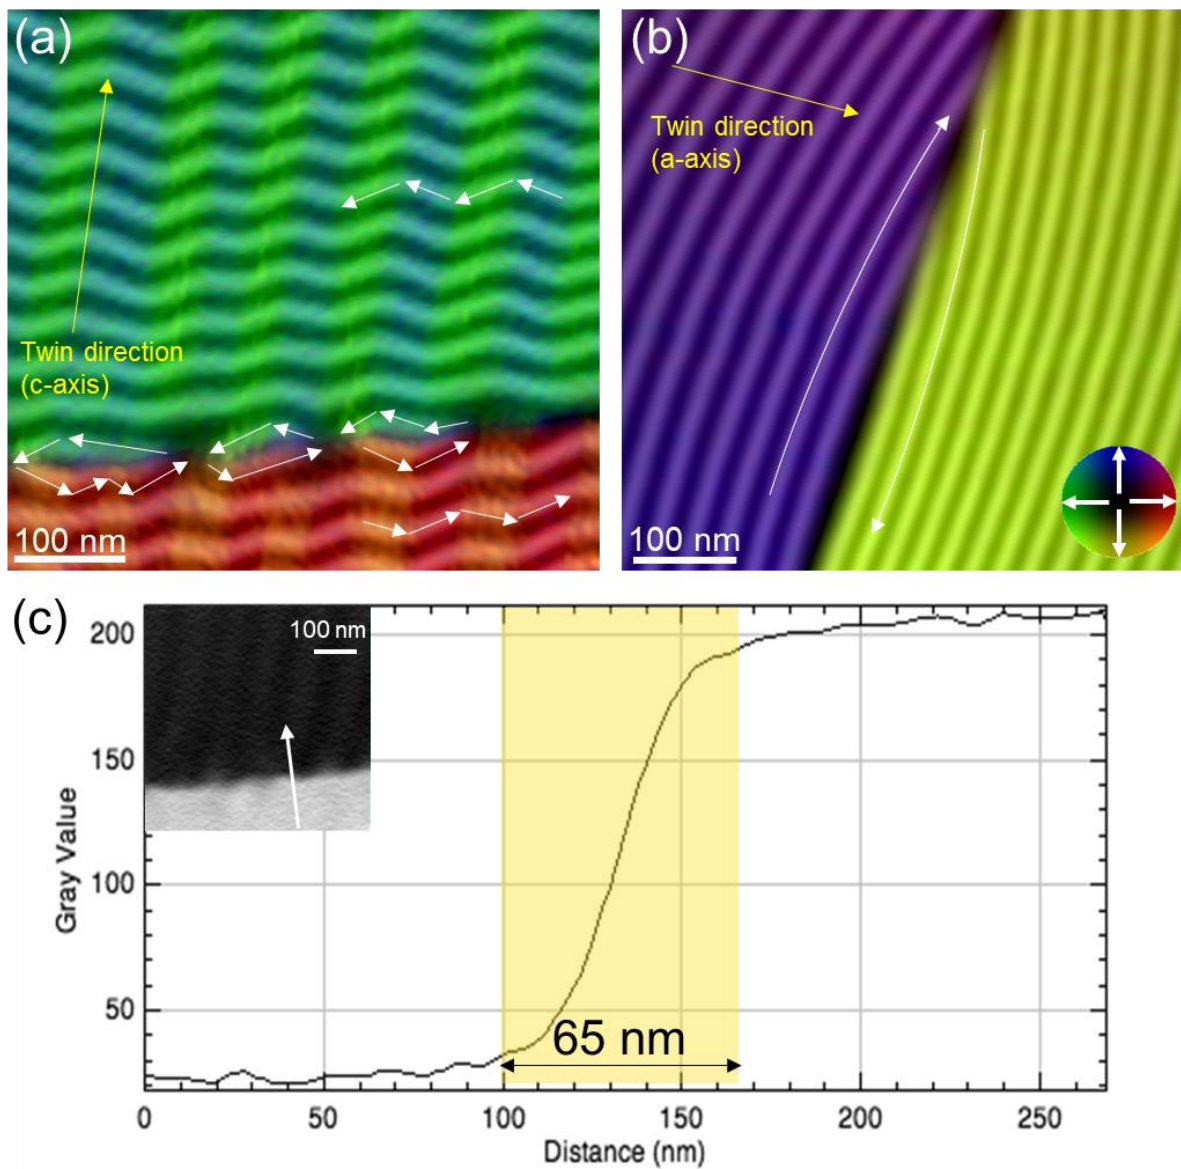 (a)
Twin direction
(c-axis)
100 nm
(b)
Twin direction
(a-axis)
100 nm
(c)
100 nm
200
150
100
50
65 nm
0
50
100
150
200
250
Gray Value
Distance (nm)